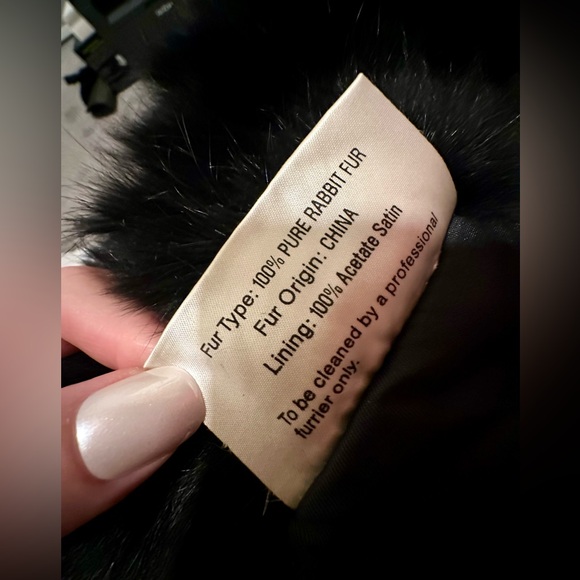 Fur Type: 100% PURE RABBIT FUR
Fur Origin: CHINA
Lining: 100% Acetate Satin
To be cleaned by a professional
furrier only.